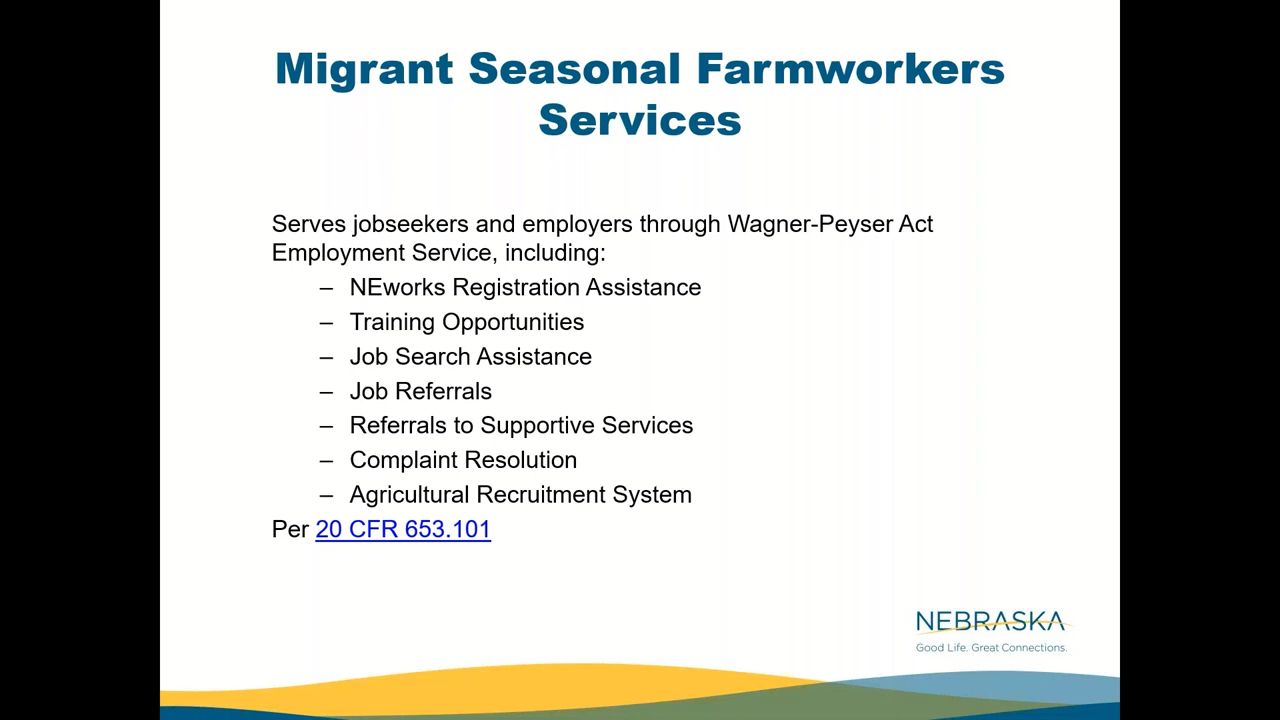 Migrant Seasonal Farmworkers
Services
Serves jobseekers and employers through Wagner-Peyser Act
Employment Service, including:
– NEworks Registration Assistance
– Training Opportunities
– Job Search Assistance
– Job Referrals
– Referrals to Supportive Services
– Complaint Resolution
– Agricultural Recruitment System
Per 20 CFR 653.101
NEBRASKA
Good Life. Great Connections.